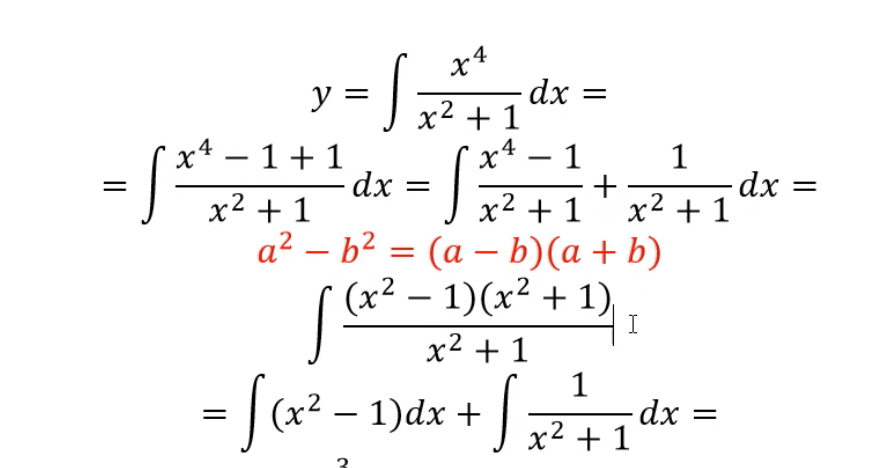 y = ∫ x⁴/(x² + 1) dx =
= ∫ (x⁴ − 1 + 1)/(x² + 1) dx = ∫ (x⁴ − 1)/(x² + 1) + 1/(x² + 1) dx =
a² − b² = (a − b)(a + b)
∫ (x² − 1)(x² + 1)/(x² + 1)
= ∫ (x² − 1)dx + ∫ 1/(x² + 1) dx =
3